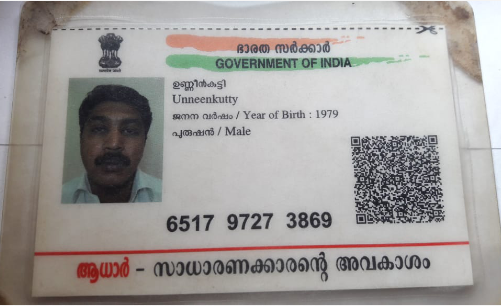 ഭാരത സർക്കാർ
GOVERNMENT OF INDIA
ഉണ്ണീൻകുട്ടി
Unneenkutty
ജനന വർഷം / Year of Birth : 1979
പുരുഷൻ / Male
6517 9727 3869
ആധാർ - സാധാരണക്കാരന്റെ അവകാശം